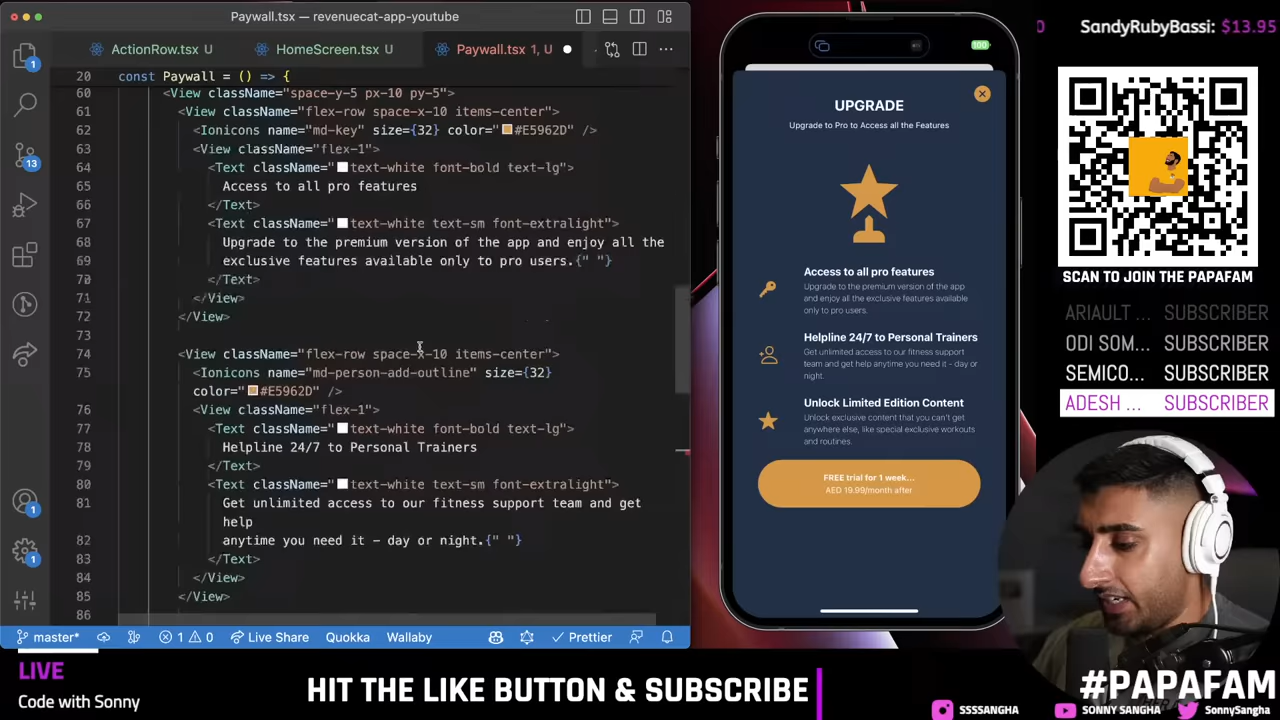 Paywall.tsx — revenuecat-app-youtube
ActionRow.tsx U
HomeScreen.tsx U
Paywall.tsx 1, U
20 const Paywall = () => {
60 <View className="space-y-5 px-10 py-5">
61 <View className="flex-row space-x-10 items-center">
62 <Ionicons name="md-key" size={32} color="#E5962D" />
63 <View className="flex-1">
64 <Text className="text-white font-bold text-lg">
65 Access to all pro features
66 </Text>
67 <Text className="text-white text-sm font-extralight">
68 Upgrade to the premium version of the app and enjoy all the
69 exclusive features available only to pro users.{" "}
70 </Text>
71 </View>
72 </View>
73
74 <View className="flex-row space-x-10 items-center">
75 <Ionicons name="md-person-add-outline" size={32}
color="#E5962D" />
76 <View className="flex-1">
77 <Text className="text-white font-bold text-lg">
78 Helpline 24/7 to Personal Trainers
79 </Text>
80 <Text className="text-white text-sm font-extralight">
81 Get unlimited access to our fitness support team and get
help
82 anytime you need it - day or night.{" "}
83 </Text>
84 </View>
85 </View>
86
1
13
1
1
master*
1
0
Live Share
Quokka
Wallaby
Prettier
100
UPGRADE
Upgrade to Pro to Access all the Features
Access to all pro features
Upgrade to the premium version of the app
and enjoy all the exclusive features available
only to pro users.
Helpline 24/7 to Personal Trainers
Get unlimited access to our fitness support
team and get help anytime you need it - day or
night.
Unlock Limited Edition Content
Unlock exclusive content that you can't get
anywhere else, like special exclusive workouts
and routines.
FREE trial for 1 week...
AED 19.99/month after
0 SandyRubyBassi: $13.95
SCAN TO JOIN THE PAPAFAM
ARIAULT ... SUBSCRIBER
ODI SOM... SUBSCRIBER
SEMICO... SUBSCRIBER
ADESH ... SUBSCRIBER
LIVE
Code with Sonny
HIT THE LIKE BUTTON & SUBSCRIBE
#PAPAFAM
SSSSANGHA
SONNY SANGHA
SonnySangha